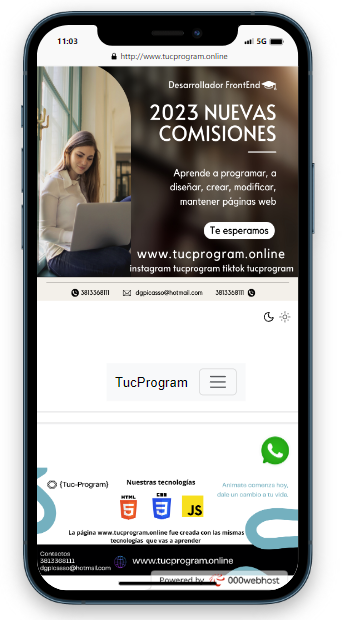 11:03
5G
http://www.tucprogram.online
Desarrollador FrontEnd
2023 NUEVAS
COMISIONES
Aprende a programar, a
diseñar, crear, modificar,
mantener páginas web
Te esperamos
www.tucprogram.online
instagram tucprogram tiktok tucprogram
3813368111 dgpicasso@hotmail.com 3813368111
TucProgram
{Tuc-Program}
Nuestras tecnologías
HTML
5
CSS
3
JS
Animate comenza hoy,
dale un cambio a tu vida.
La página www.tucprogram.online fue creada con las mismas
tecnologías que vas a aprender
Contactos
3813368111
dgpicasso@hotmail.com
www.tucprogram.online
Powered by 000webhost